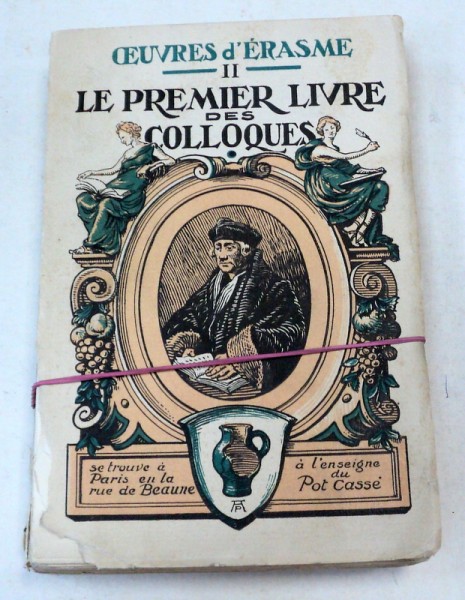 ŒUVRES d'ÉRASME
II
LE PREMIER LIVRE
DES
COLLOQUES
se trouve à
Paris en la
rue de Beaune
à l'enseigne
du
Pot Cassé